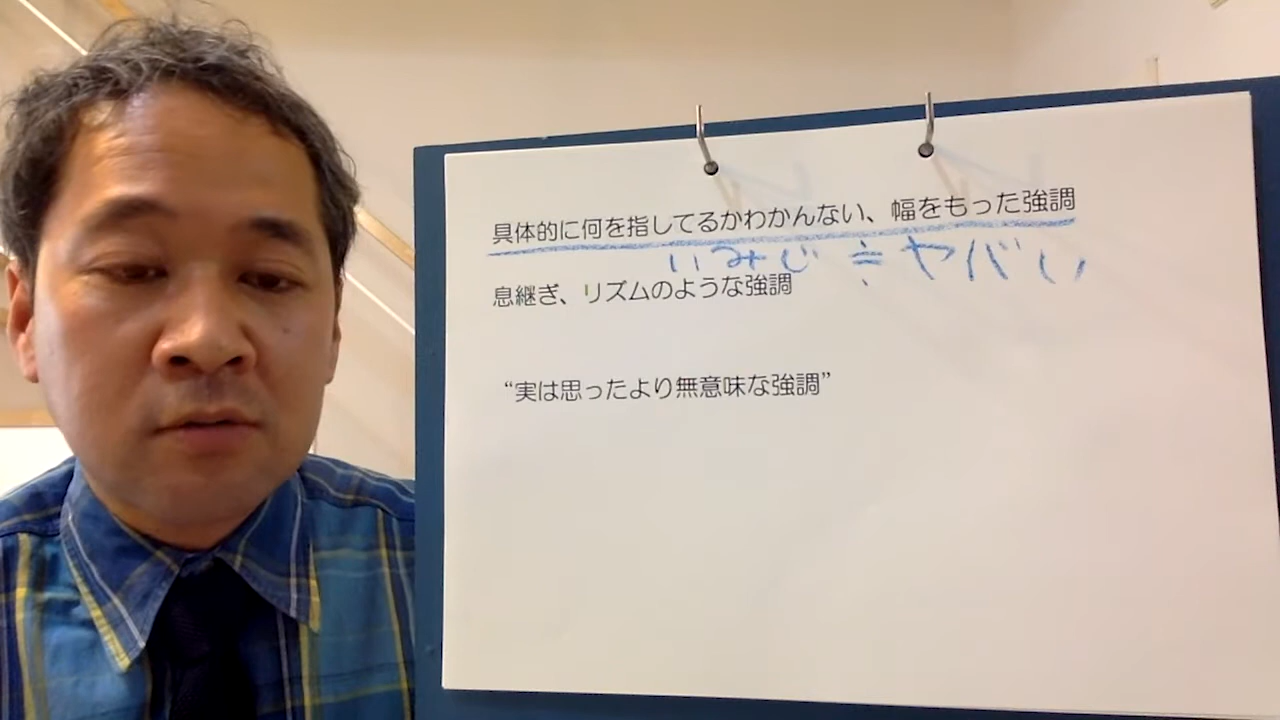 具体的に何を指してるかわかんない、幅をもった強調
いみじ≒ヤバい
息継ぎ、リズムのような強調
“実は思ったより無意味な強調”